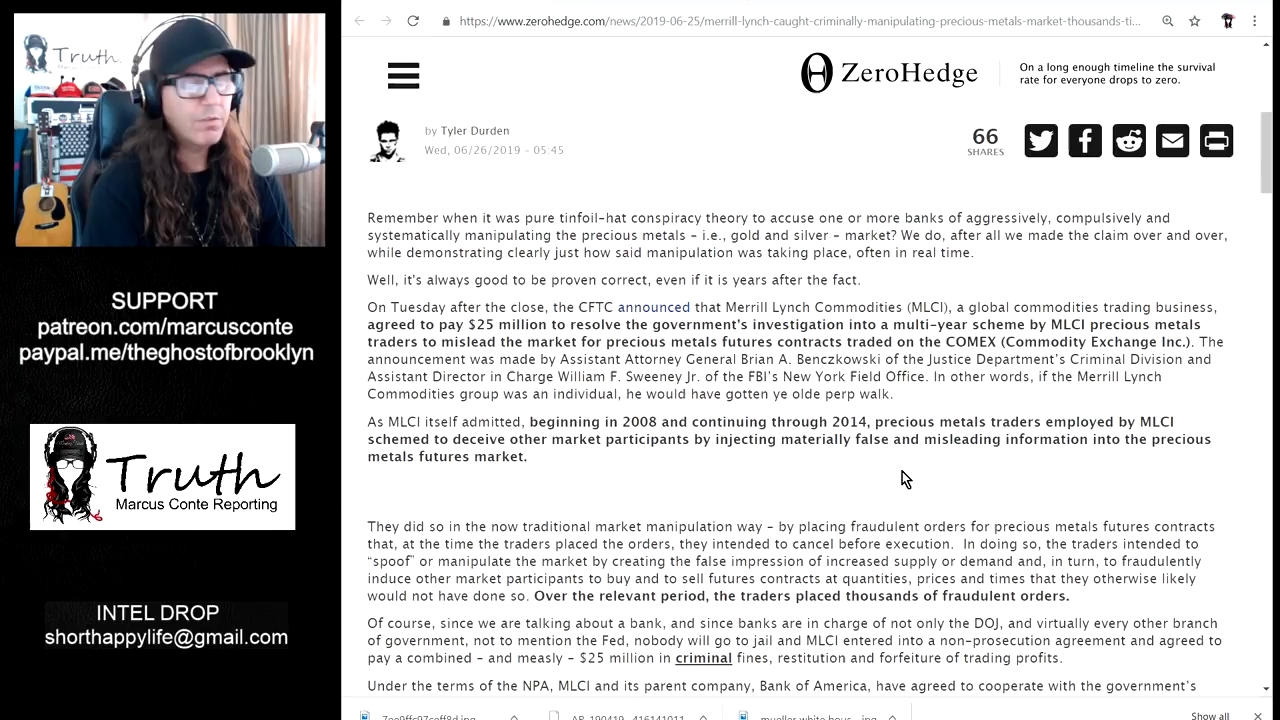 https://www.zerohedge.com/news/2019-06-25/merrill-lynch-caught-criminally-manipulating-precious-metals-market-thousands-ti...
Truth
ZeroHedge
On a long enough timeline the survival
rate for everyone drops to zero.
by Tyler Durden
Wed, 06/26/2019 - 05:45
66
SHARES
Remember when it was pure tinfoil-hat conspiracy theory to accuse one or more banks of aggressively, compulsively and
systematically manipulating the precious metals - i.e., gold and silver - market? We do, after all we made the claim over and over,
while demonstrating clearly just how said manipulation was taking place, often in real time.
Well, it's always good to be proven correct, even if it is years after the fact.
On Tuesday after the close, the CFTC announced that Merrill Lynch Commodities (MLCI), a global commodities trading business,
agreed to pay $25 million to resolve the government's investigation into a multi-year scheme by MLCI precious metals
traders to mislead the market for precious metals futures contracts traded on the COMEX (Commodity Exchange Inc.). The
announcement was made by Assistant Attorney General Brian A. Benczkowski of the Justice Department's Criminal Division and
Assistant Director in Charge William F. Sweeney Jr. of the FBI's New York Field Office. In other words, if the Merrill Lynch
Commodities group was an individual, he would have gotten ye olde perp walk.
As MLCI itself admitted, beginning in 2008 and continuing through 2014, precious metals traders employed by MLCI
schemed to deceive other market participants by injecting materially false and misleading information into the precious
metals futures market.
They did so in the now traditional market manipulation way - by placing fraudulent orders for precious metals futures contracts
that, at the time the traders placed the orders, they intended to cancel before execution.  In doing so, the traders intended to
“spoof” or manipulate the market by creating the false impression of increased supply or demand and, in turn, to fraudulently
induce other market participants to buy and to sell futures contracts at quantities, prices and times that they otherwise likely
would not have done so. Over the relevant period, the traders placed thousands of fraudulent orders.
Of course, since we are talking about a bank, and since banks are in charge of not only the DOJ, and virtually every other branch
of government, not to mention the Fed, nobody will go to jail and MLCI entered into a non-prosecution agreement and agreed to
pay a combined - and measly - $25 million in criminal fines, restitution and forfeiture of trading profits.
Under the terms of the NPA, MLCI and its parent company, Bank of America, have agreed to cooperate with the government's
SUPPORT
patreon.com/marcusconte
paypal.me/theghostofbrooklyn
Truth
Marcus Conte Reporting
INTEL DROP
shorthappylife@gmail.com
Show all